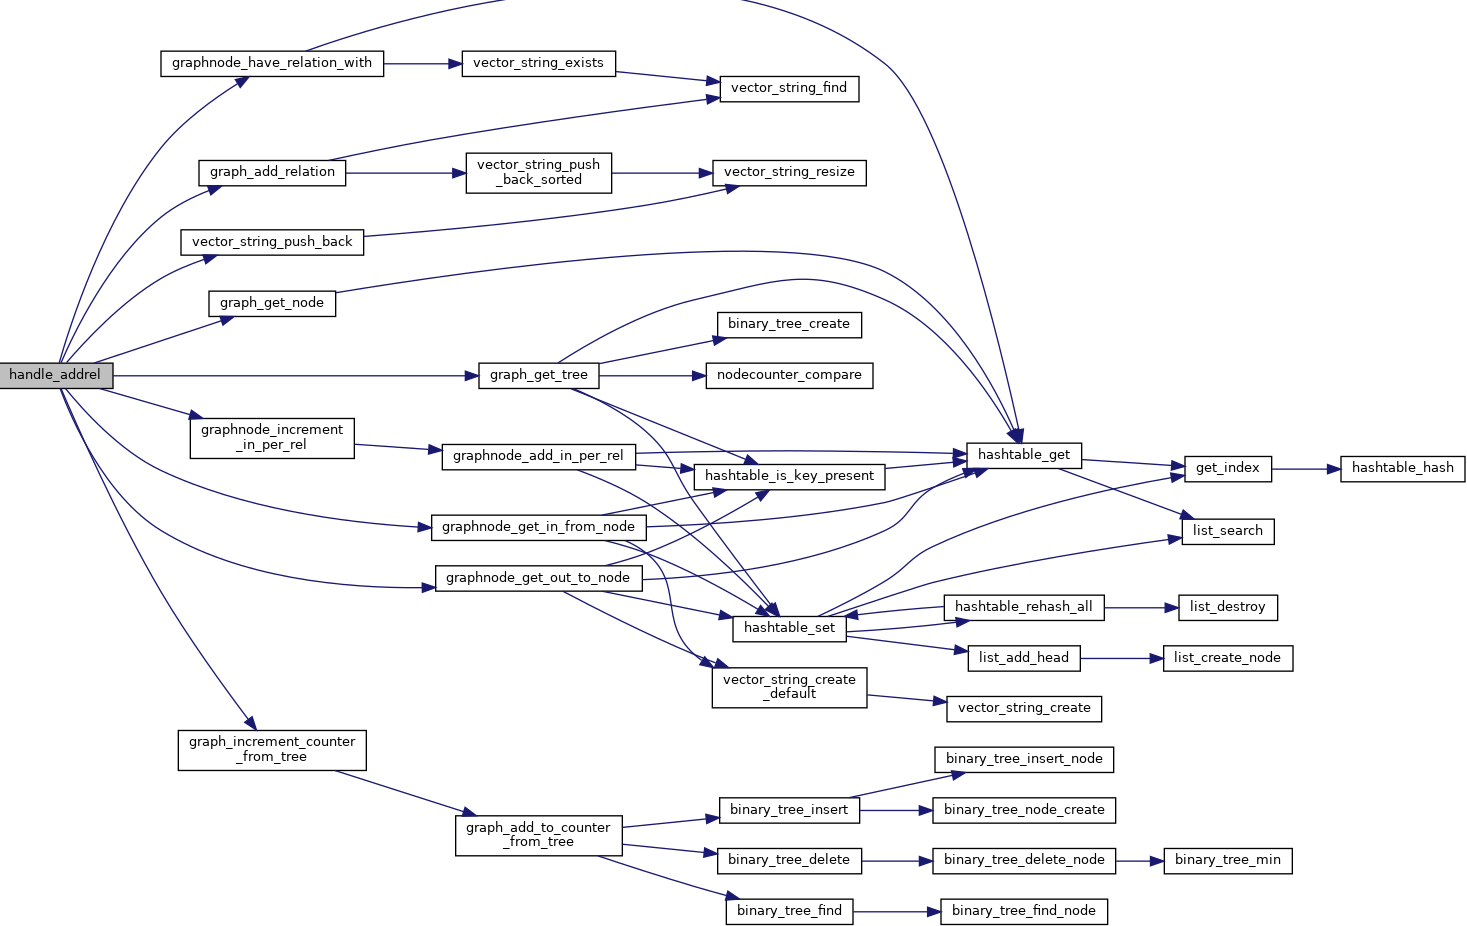 graphnode_have_relation_with
vector_string_exists
vector_string_find
graph_add_relation
vector_string_push
_back_sorted
vector_string_resize
vector_string_push_back
graph_get_node
binary_tree_create
handle_addrel
graph_get_tree
nodecounter_compare
graphnode_increment
_in_per_rel
graphnode_add_in_per_rel
hashtable_get
hashtable_is_key_present
get_index
hashtable_hash
graphnode_get_in_from_node
list_search
graphnode_get_out_to_node
hashtable_set
hashtable_rehash_all
list_destroy
list_add_head
list_create_node
vector_string_create
_default
vector_string_create
graph_increment_counter
_from_tree
binary_tree_insert_node
graph_add_to_counter
_from_tree
binary_tree_insert
binary_tree_node_create
binary_tree_delete
binary_tree_delete_node
binary_tree_min
binary_tree_find
binary_tree_find_node